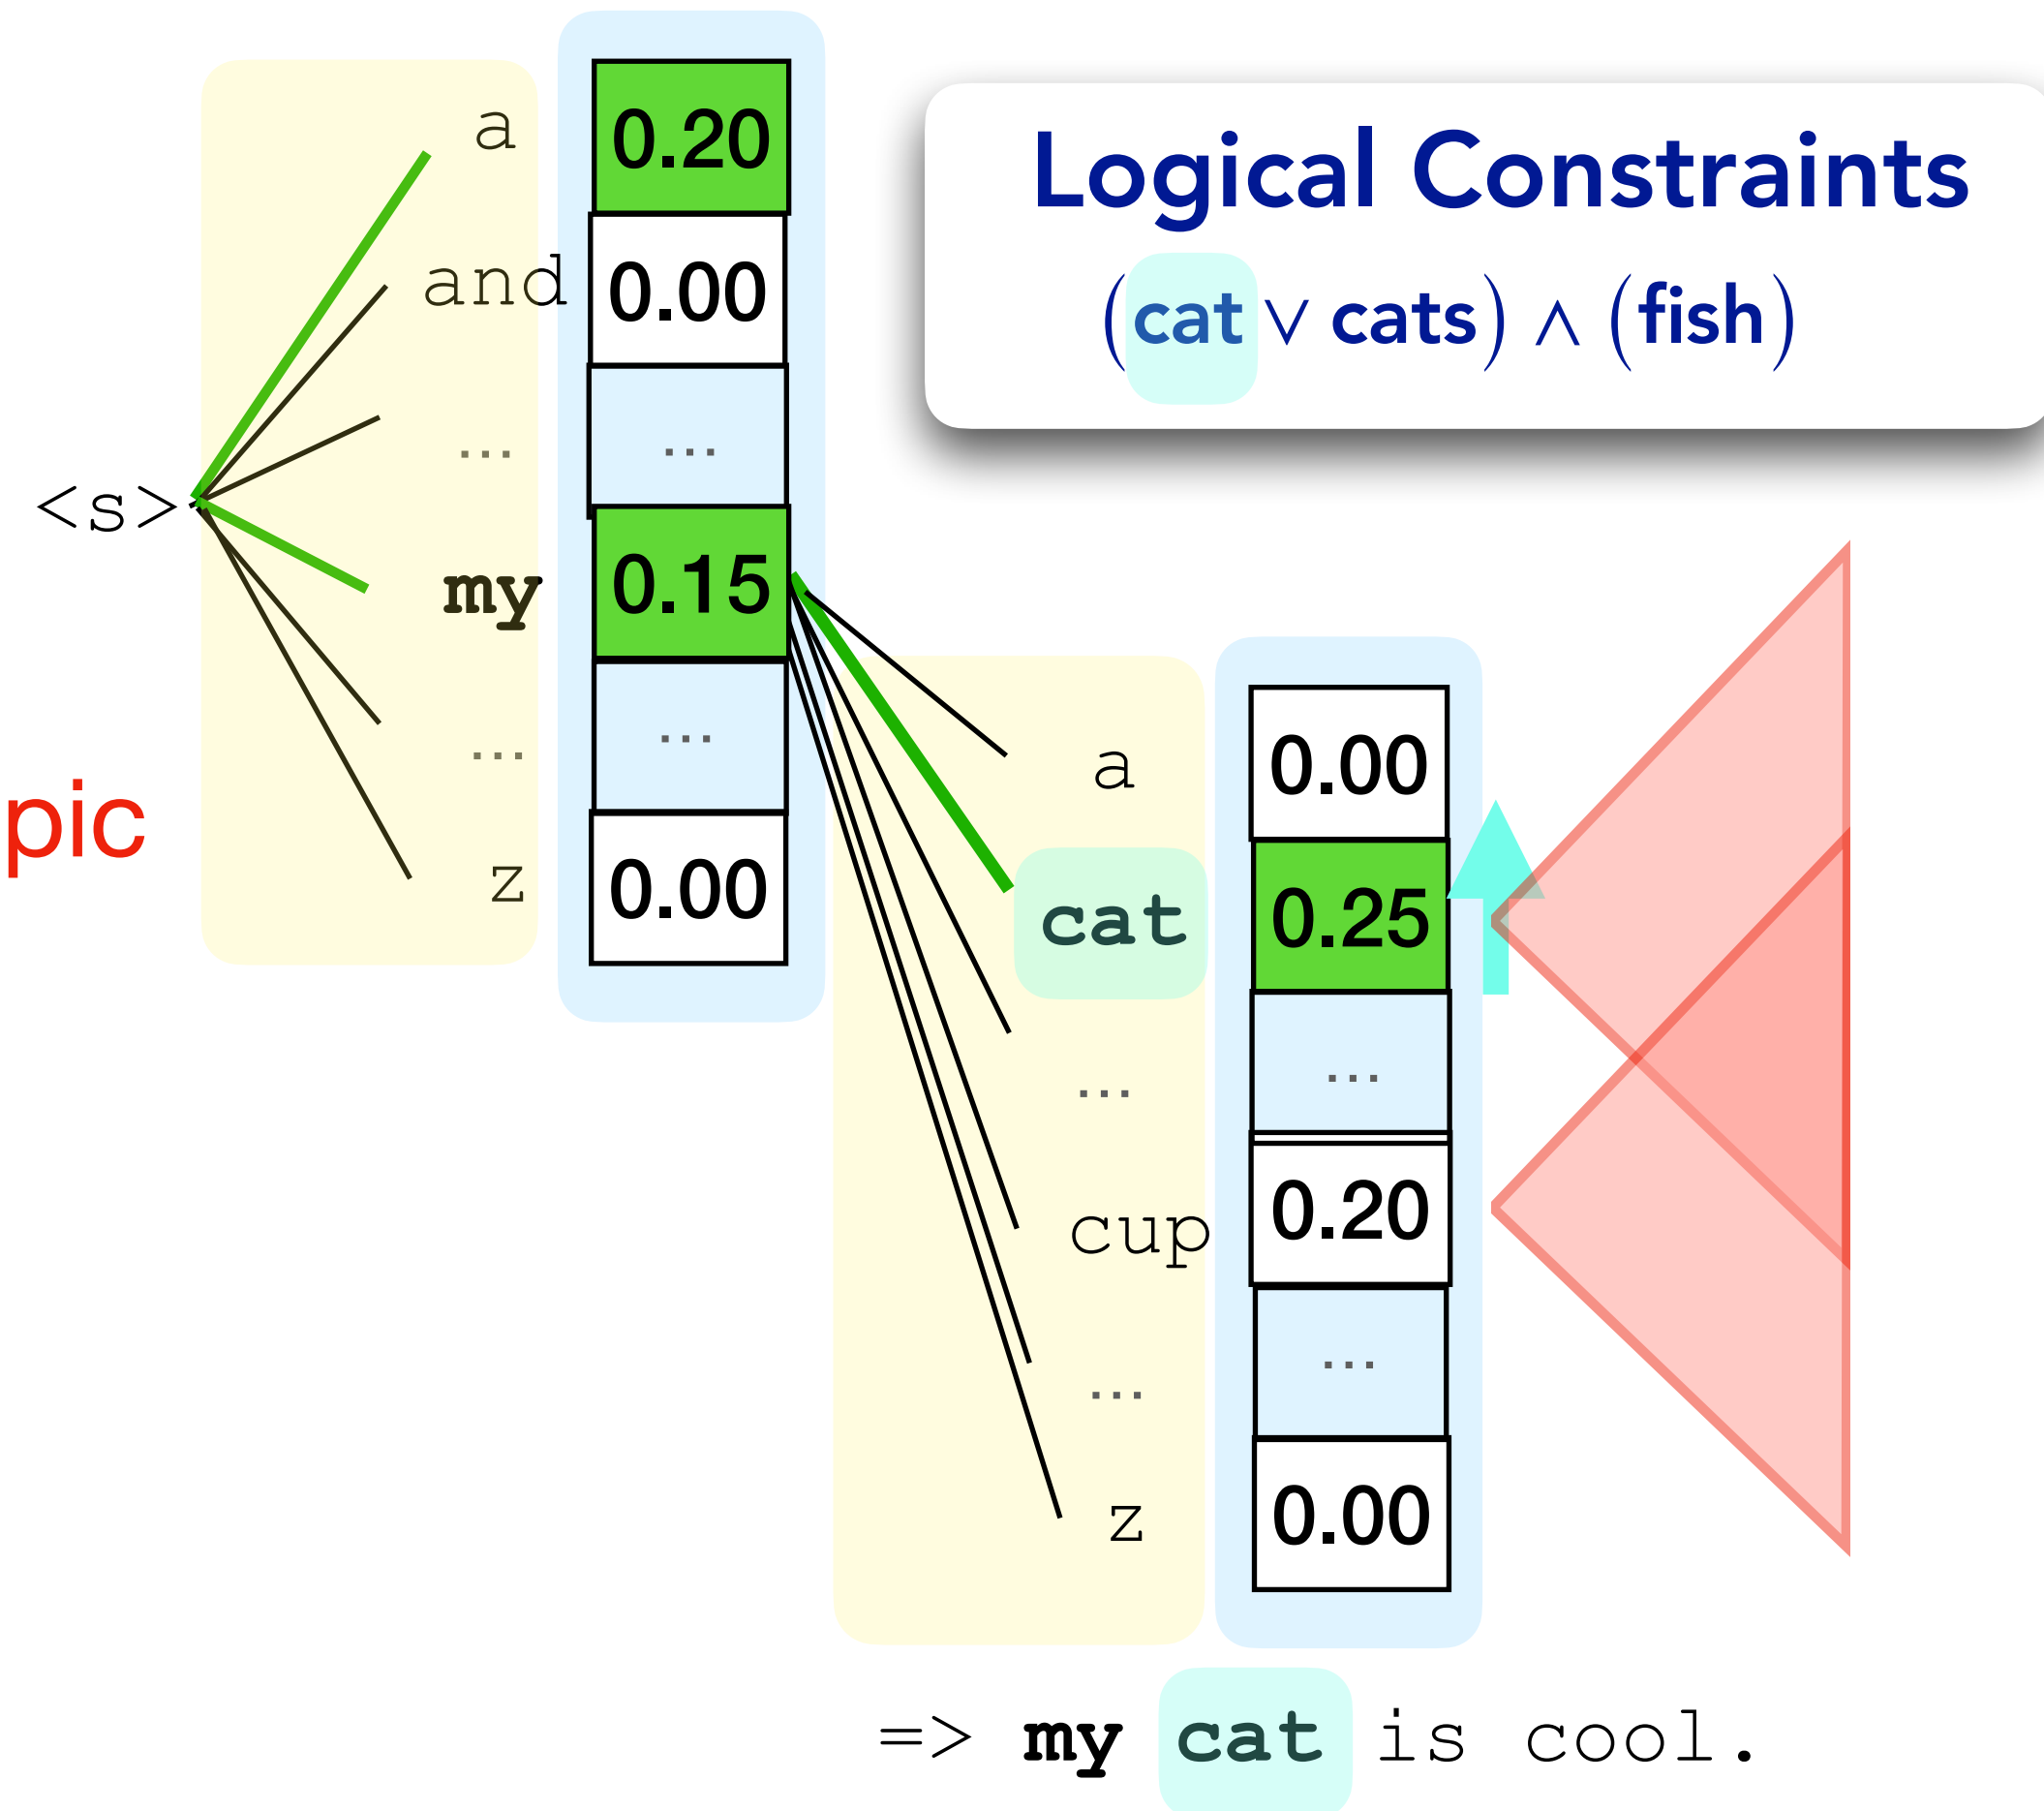 Logical Constraints
(cat ∨ cats) ∧ (fish)
<s>
a 0.20
and 0.00
... ...
my 0.15
... ...
z 0.00
pic
a 0.00
cat 0.25
... ...
cup 0.20
... ...
z 0.00
=> my cat is cool.